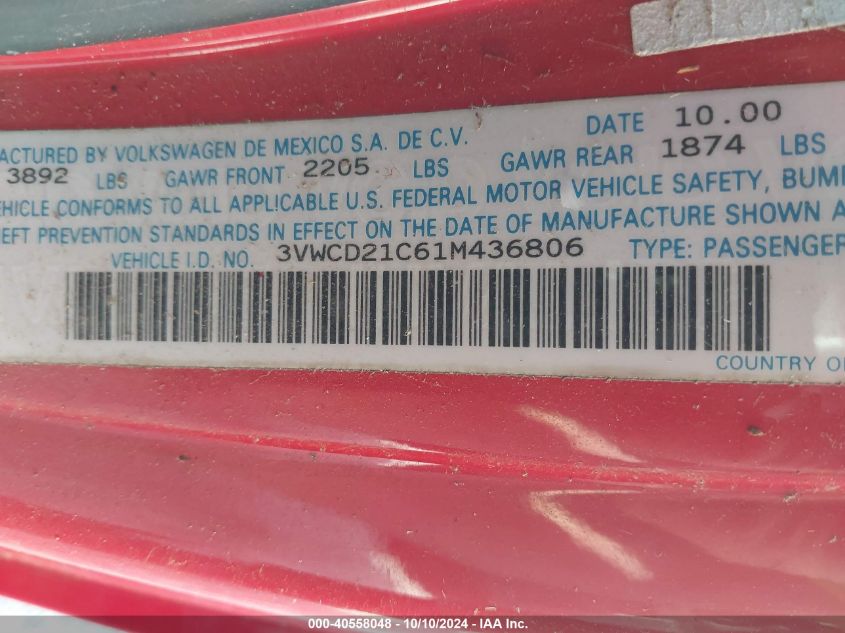 DATE 10.00
ACTURED BY VOLKSWAGEN DE MEXICO S.A. DE C.V.
3892 LBS GAWR FRONT 2205 LBS GAWR REAR 1874 LBS
EHICLE CONFORMS TO ALL APPLICABLE U.S. FEDERAL MOTOR VEHICLE SAFETY, BUM
EFT PREVENTION STANDARDS IN EFFECT ON THE DATE OF MANUFACTURE SHOWN A
VEHICLE I.D. NO. 3VWCD21C61M436806 TYPE: PASSENGER
COUNTRY O
000-40558048 - 10/10/2024 - IAA Inc.